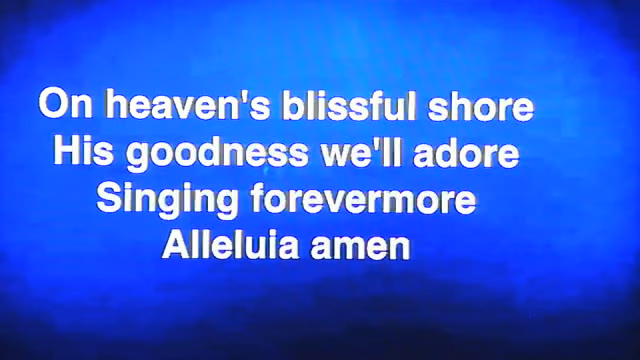 On heaven's blissful shore
His goodness we'll adore
Singing forevermore
Alleluia amen